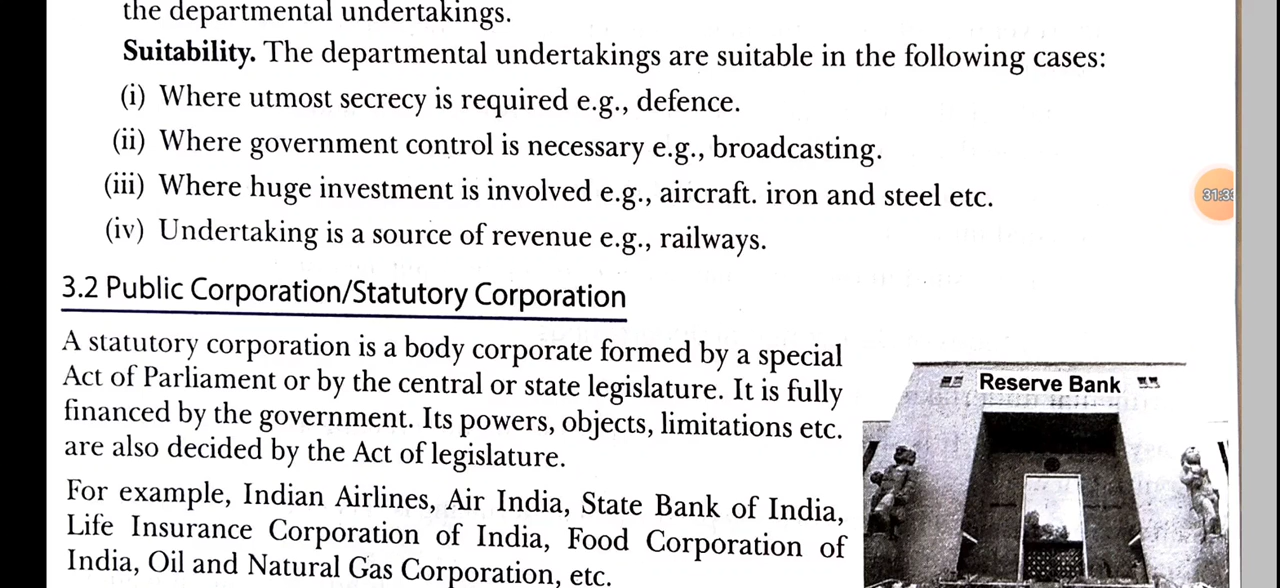 the departmental undertakings.
Suitability. The departmental undertakings are suitable in the following cases:
(i) Where utmost secrecy is required e.g., defence.
(ii) Where government control is necessary e.g., broadcasting.
(iii) Where huge investment is involved e.g., aircraft. iron and steel etc.
(iv) Undertaking is a source of revenue e.g., railways.
3.2 Public Corporation/Statutory Corporation
A statutory corporation is a body corporate formed by a special
Act of Parliament or by the central or state legislature. It is fully
financed by the government. Its powers, objects, limitations etc.
are also decided by the Act of legislature.
For example, Indian Airlines, Air India, State Bank of India,
Life Insurance Corporation of India, Food Corporation of
India, Oil and Natural Gas Corporation, etc.
Reserve Bank